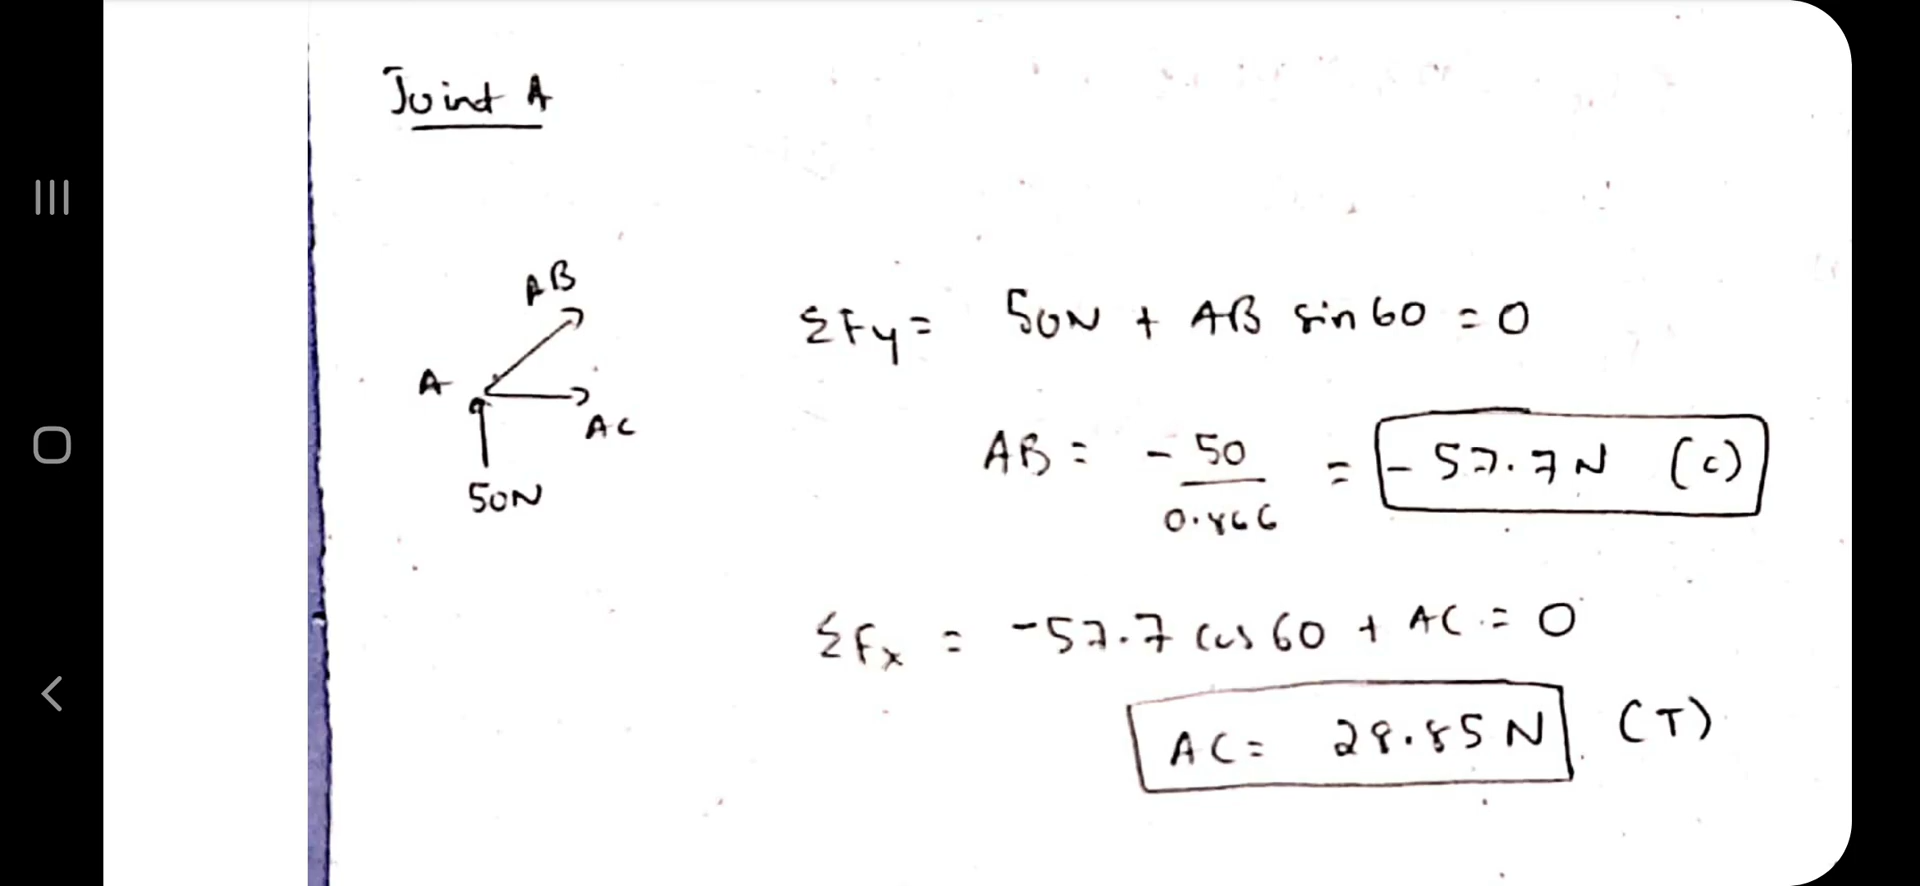 Joint A
AB
A
AC
50N
ΣFy = 50N + AB sin 60 = 0
AB = - 50 / 0.866 = - 57.7 N (C)
ΣFx = -57.7 cos 60 + AC = 0
AC = 28.85 N (T)